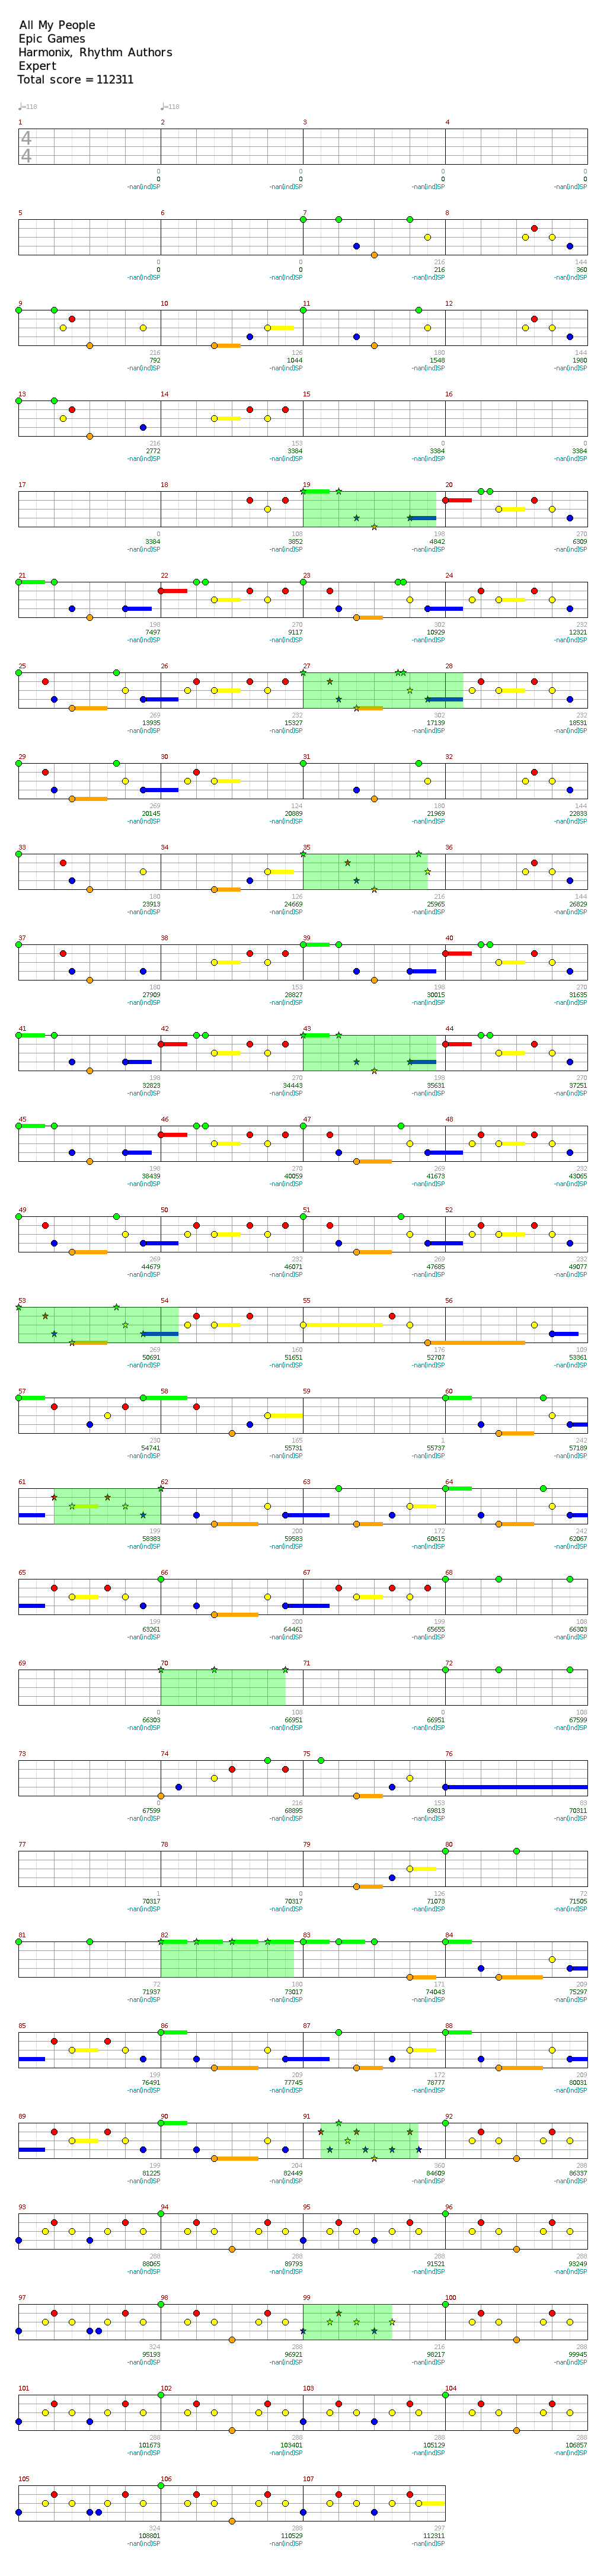 All My People
Epic Games
Harmonix, Rhythm Authors
Expert
Total score = 112311
♩=118 ♩=118
1 2 3 4
4
4
0 0 0 0
0 0 0 0
-nan(ind)SP -nan(ind)SP -nan(ind)SP -nan(ind)SP
5 6 7 8
0 0 216 144
0 0 216 360
-nan(ind)SP -nan(ind)SP -nan(ind)SP -nan(ind)SP
9 10 11 12
216 126 180 144
792 1044 1548 1980
-nan(ind)SP -nan(ind)SP -nan(ind)SP -nan(ind)SP
13 14 15 16
216 153 0 0
2772 3384 3384 3384
-nan(ind)SP -nan(ind)SP -nan(ind)SP -nan(ind)SP
17 18 19 20
0 108 198 270
3384 3852 4842 6309
-nan(ind)SP -nan(ind)SP -nan(ind)SP -nan(ind)SP
21 22 23 24
198 270 302 232
7497 9117 10929 12321
-nan(ind)SP -nan(ind)SP -nan(ind)SP -nan(ind)SP
25 26 27 28
269 232 302 232
13935 15327 17139 18531
-nan(ind)SP -nan(ind)SP -nan(ind)SP -nan(ind)SP
29 30 31 32
269 124 180 144
20145 20889 21969 22833
-nan(ind)SP -nan(ind)SP -nan(ind)SP -nan(ind)SP
33 34 35 36
180 126 216 144
23913 24669 25965 26829
-nan(ind)SP -nan(ind)SP -nan(ind)SP -nan(ind)SP
37 38 39 40
180 153 198 270
27909 28827 30015 31635
-nan(ind)SP -nan(ind)SP -nan(ind)SP -nan(ind)SP
41 42 43 44
198 270 198 270
32823 34443 35631 37251
-nan(ind)SP -nan(ind)SP -nan(ind)SP -nan(ind)SP
45 46 47 48
198 270 269 232
38439 40059 41673 43065
-nan(ind)SP -nan(ind)SP -nan(ind)SP -nan(ind)SP
49 50 51 52
269 232 269 232
44679 46071 47685 49077
-nan(ind)SP -nan(ind)SP -nan(ind)SP -nan(ind)SP
53 54 55 56
269 160 176 109
50691 51651 52707 53361
-nan(ind)SP -nan(ind)SP -nan(ind)SP -nan(ind)SP
57 58 59 60
230 165 1 242
54741 55731 55737 57189
-nan(ind)SP -nan(ind)SP -nan(ind)SP -nan(ind)SP
61 62 63 64
199 200 172 242
58383 59583 60615 62067
-nan(ind)SP -nan(ind)SP -nan(ind)SP -nan(ind)SP
65 66 67 68
199 200 199 108
63261 64461 65655 66303
-nan(ind)SP -nan(ind)SP -nan(ind)SP -nan(ind)SP
69 70 71 72
0 108 0 108
66303 66951 66951 67599
-nan(ind)SP -nan(ind)SP -nan(ind)SP -nan(ind)SP
73 74 75 76
0 216 153 83
67599 68895 69813 70311
-nan(ind)SP -nan(ind)SP -nan(ind)SP -nan(ind)SP
77 78 79 80
1 0 126 72
70317 70317 71073 71505
-nan(ind)SP -nan(ind)SP -nan(ind)SP -nan(ind)SP
81 82 83 84
72 180 171 209
71937 73017 74043 75297
-nan(ind)SP -nan(ind)SP -nan(ind)SP -nan(ind)SP
85 86 87 88
199 209 172 209
76491 77745 78777 80031
-nan(ind)SP -nan(ind)SP -nan(ind)SP -nan(ind)SP
89 90 91 92
199 204 360 288
81225 82449 84609 86337
-nan(ind)SP -nan(ind)SP -nan(ind)SP -nan(ind)SP
93 94 95 96
288 288 288 288
88065 89793 91521 93249
-nan(ind)SP -nan(ind)SP -nan(ind)SP -nan(ind)SP
97 98 99 100
324 288 216 288
95193 96921 98217 99945
-nan(ind)SP -nan(ind)SP -nan(ind)SP -nan(ind)SP
101 102 103 104
288 288 288 288
101673 103401 105129 106857
-nan(ind)SP -nan(ind)SP -nan(ind)SP -nan(ind)SP
105 106 107
324 288 297
108801 110529 112311
-nan(ind)SP -nan(ind)SP -nan(ind)SP